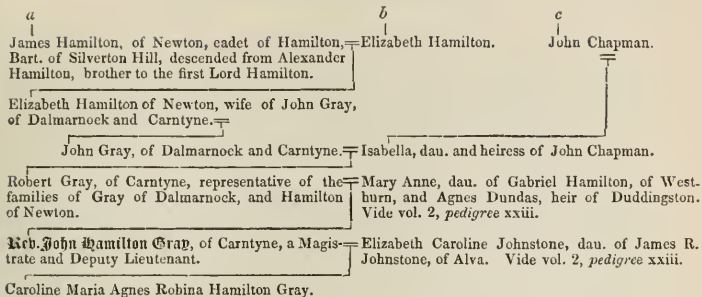 a b c
James Hamilton, of Newton, cadet of Hamilton, Elizabeth Hamilton. John Chapman.
Bart. of Silverton Hill, descended from Alexander
Hamilton, brother to the first Lord Hamilton.
Elizabeth Hamilton of Newton, wife of John Gray,
of Dalmarnock and Carntyne.
John Gray, of Dalmarnock and Carntyne. Isabella, dau. and heiress of John Chapman.
Robert Gray, of Carntyne, representative of the Mary Anne, dau. of Gabriel Hamilton, of West-
families of Gray of Dalmarnock, and Hamilton burn, and Agnes Dundas, heir of Duddingston.
of Newton. Vide vol. 2, pedigree xxiii.
Rev. John Hamilton Gray, of Carntyne, a Magis- Elizabeth Caroline Johnstone, dau. of James R.
trate and Deputy Lieutenant. Johnstone, of Alva. Vide vol. 2, pedigree xxiii.
Caroline Maria Agnes Robina Hamilton Gray.